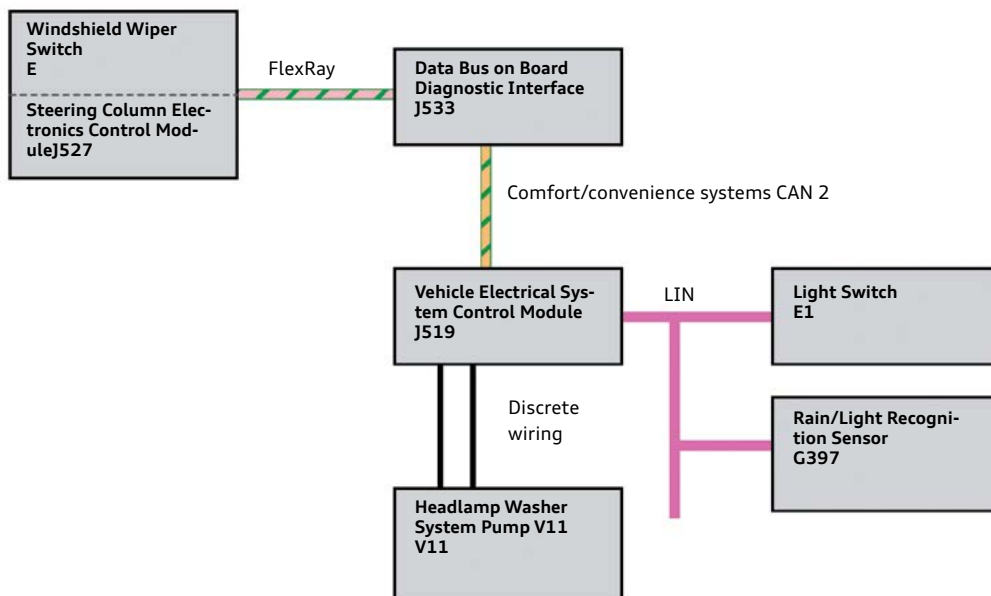 Windshield Wiper
Switch
E
Steering Column Elec-
tronics Control Mod-
uleJ527
FlexRay
Data Bus on Board
Diagnostic Interface
J533
Comfort/convenience systems CAN 2
Vehicle Electrical Sys-
tem Control Module
J519
LIN
Light Switch
E1
Discrete
wiring
Rain/Light Recogni-
tion Sensor
G397
Headlamp Washer
System Pump V11
V11